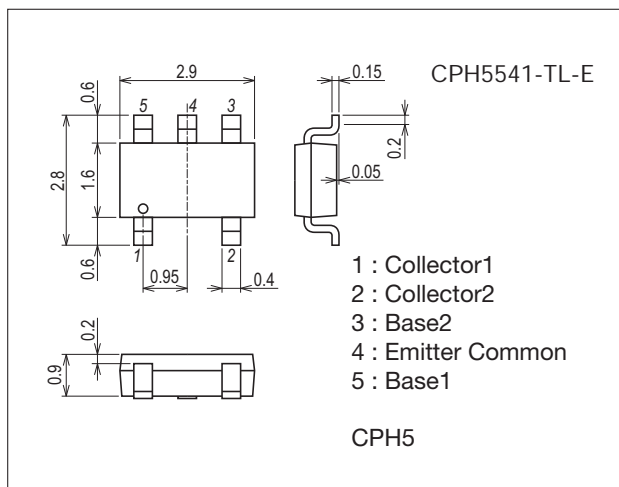 CPH5541-TL-E
2.9
0.15
0.6
5
4
3
0.2
2.8
1.6
0.05
0.6
1
2
0.95
0.4
1 : Collector1
2 : Collector2
3 : Base2
4 : Emitter Common
5 : Base1
0.2
0.9
CPH5